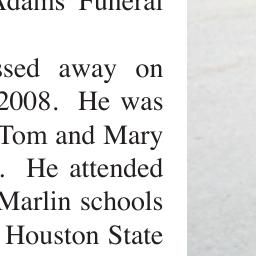 Adams Funeral
ssed away on
2008. He was
Tom and Mary
. He attended
Marlin schools
Houston State